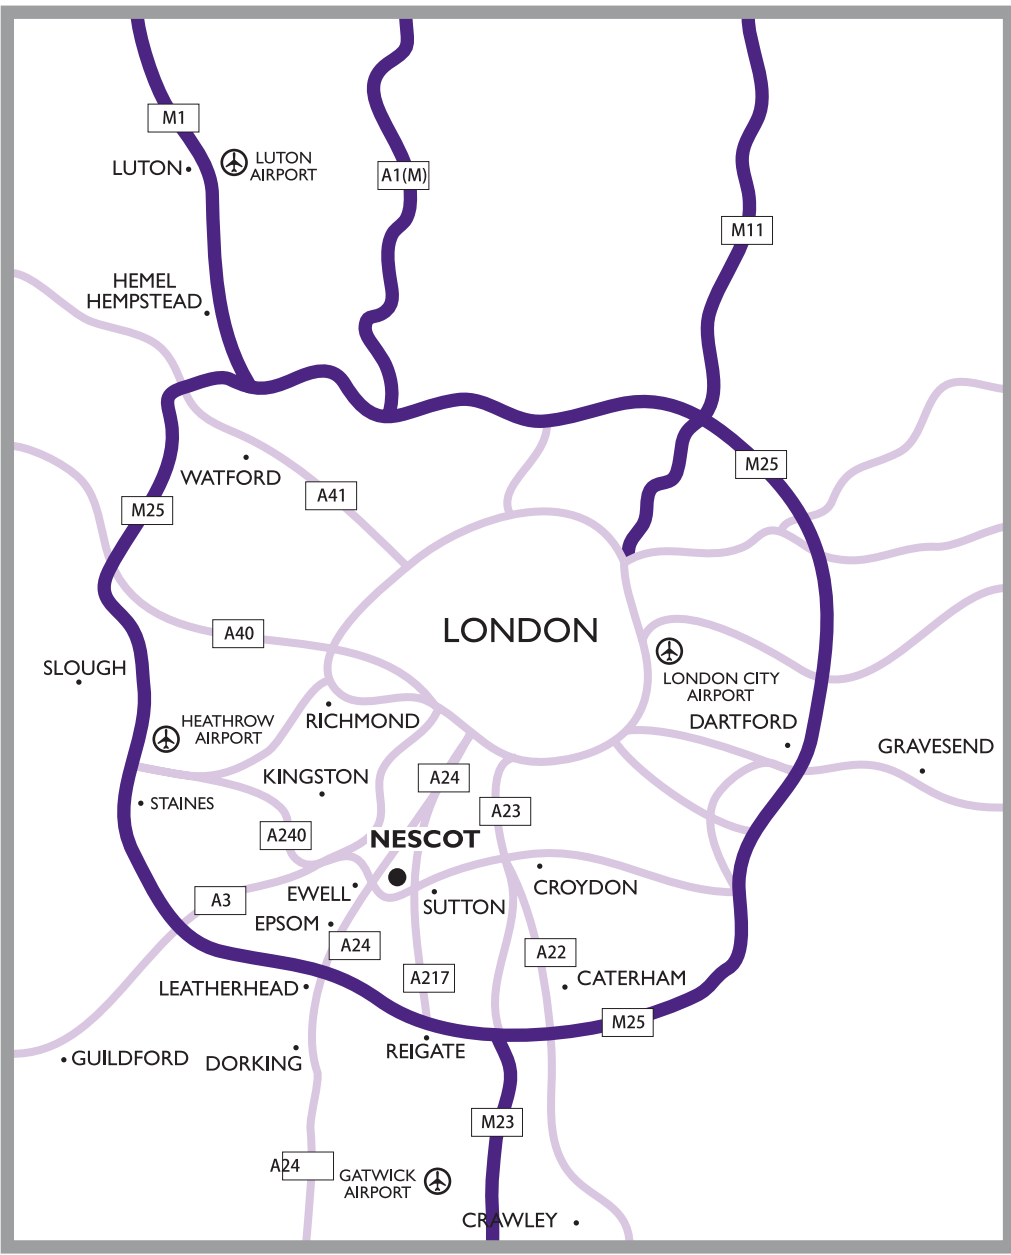 M1
LUTON
LUTON
AIRPORT
A1(M)
M11
HEMEL
HEMPSTEAD
WATFORD
M25
A41
M25
A40
LONDON
SLOUGH
LONDON CITY
AIRPORT
RICHMOND
HEATHROW
AIRPORT
DARTFORD
GRAVESEND
KINGSTON
A24
STAINES
A23
A240
NESCOT
EWELL
A3
SUTTON
CROYDON
EPSOM
A24
A22
A217
LEATHERHEAD
CATERHAM
M25
GUILDFORD
DORKING
REIGATE
M23
A24
GATWICK
AIRPORT
CRAWLEY